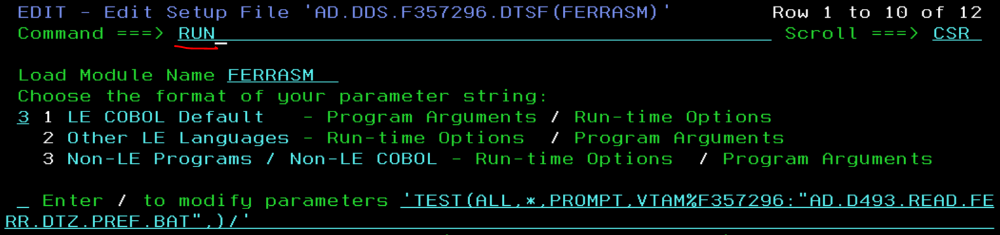 EDIT - Edit Setup File 'AD.DDS.F357296.DTSF(FERRASM)' Row 1 to 10 of 12
Command ===> RUN Scroll ===> CSR
Load Module Name FERRASM
Choose the format of your parameter string:
3 1 LE COBOL Default - Program Arguments / Run-time Options
2 Other LE Languages - Run-time Options / Program Arguments
3 Non-LE Programs / Non-LE COBOL - Run-time Options / Program Arguments
_ Enter / to modify parameters 'TEST(ALL,*,PROMPT,VTAM%F357296:"AD.D493.READ.FE
RR.DTZ.PREF.BAT",)/'